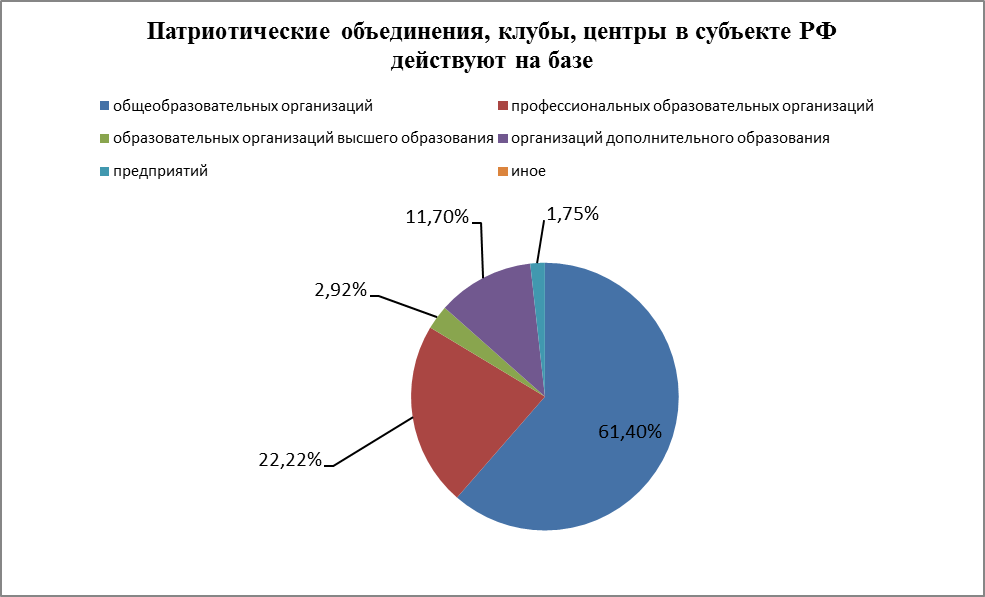 Патриотические объединения, клубы, центры в субъекте РФ
действуют на базе
общеобразовательных организаций
профессиональных образовательных организаций
образовательных организаций высшего образования
организаций дополнительного образования
предприятий
иное
11,70%
1,75%
2,92%
61,40%
22,22%